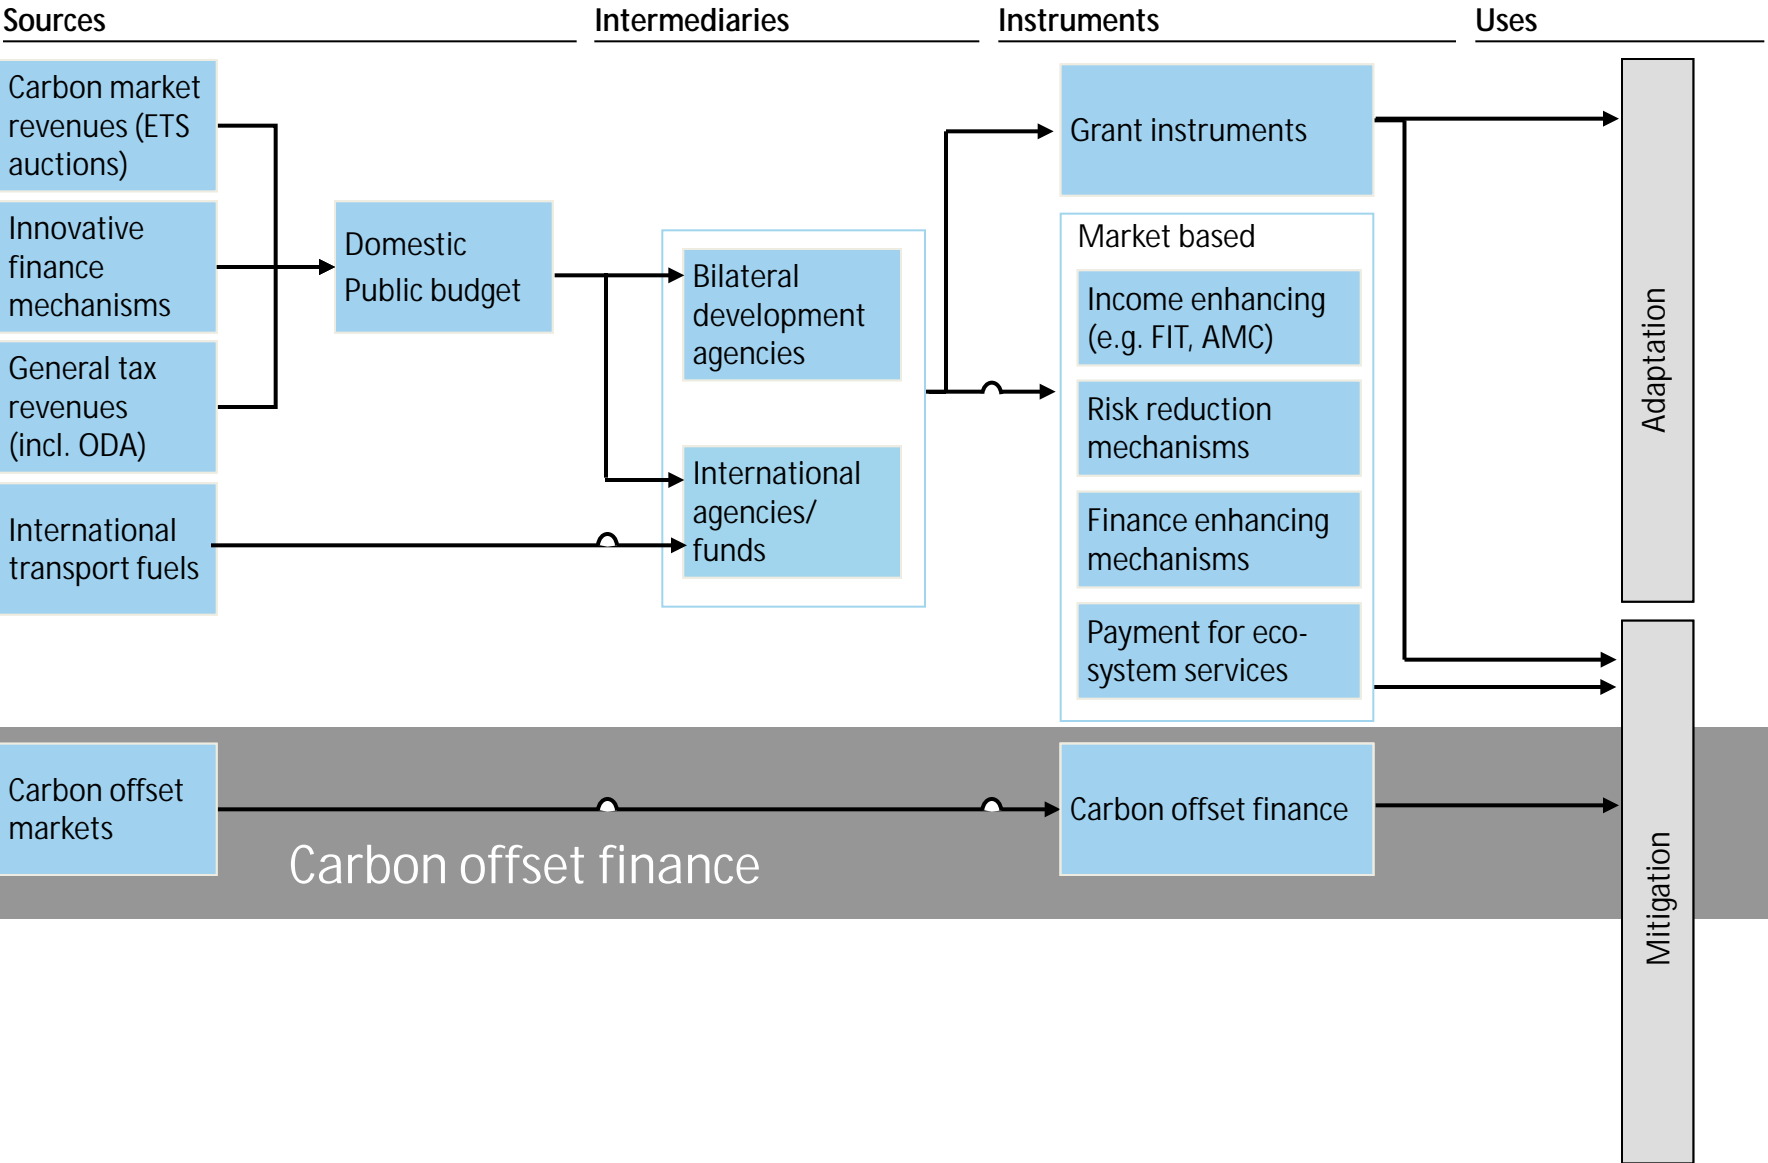 Sources
Intermediaries
Instruments
Uses
Carbon market
revenues (ETS
auctions)
Innovative
finance
mechanisms
General tax
revenues
(incl. ODA)
International
transport fuels
Domestic
Public budget
Bilateral
development
agencies
International
agencies/
funds
Grant instruments
Market based
Income enhancing
(e.g. FIT, AMC)
Risk reduction
mechanisms
Finance enhancing
mechanisms
Payment for eco-
system services
Adaptation
Carbon offset
markets
Carbon offset finance
Carbon offset finance
Mitigation